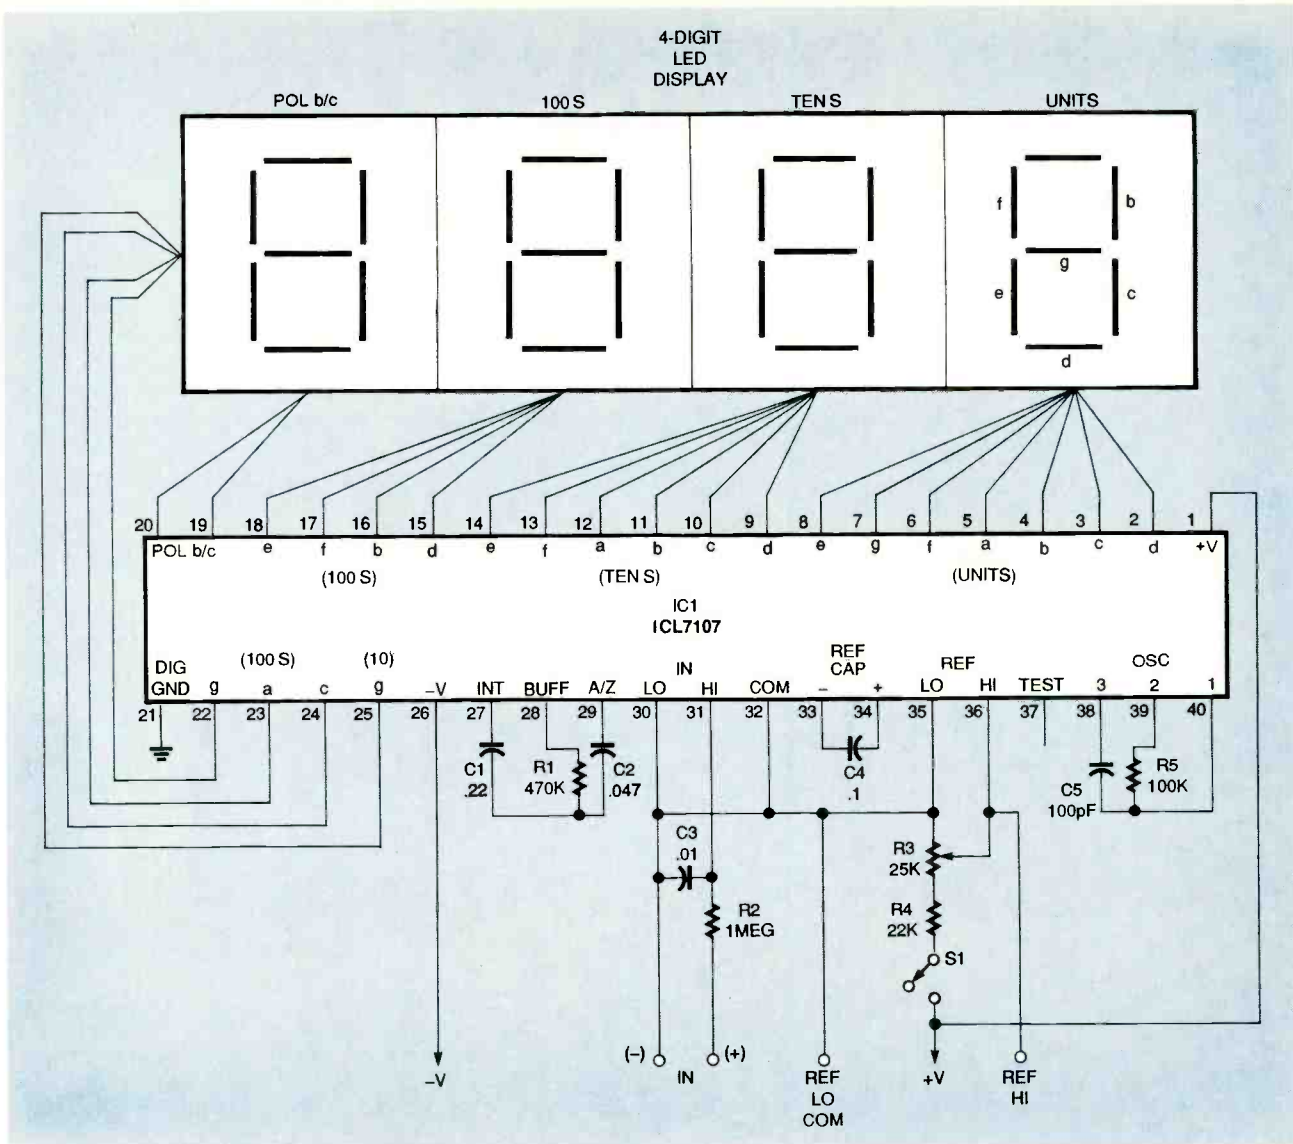 4-DIGIT
LED
DISPLAY
POL b/c 100 S TEN S UNITS
f b
g
e c
d
20 19 18 17 16 15 14 13 12 11 10 9 8 7 6 5 4 3 2 1
POL b/c e f b d e f a b c d e g f a b c d +V
(100 S) (TEN S) (UNITS)
IC1
ICL7107
DIG
GND
(100 S) (10)
g a c g -V INT BUFF A/Z
IN
LO HI COM
REF
CAP
- +
REF
LO HI TEST
OSC
3 2 1
21 22 23 24 25 26 27 28 29 30 31 32 33 34 35 36 37 38 39 40
C1
.22
R1
470K
C2
.047
C4
.1
C5
100pF
R5
100K
C3
.01
R3
25K
R2
1MEG
R4
22K
S1
-V
(-) (+)
IN
REF
LO
COM
+V
REF
HI